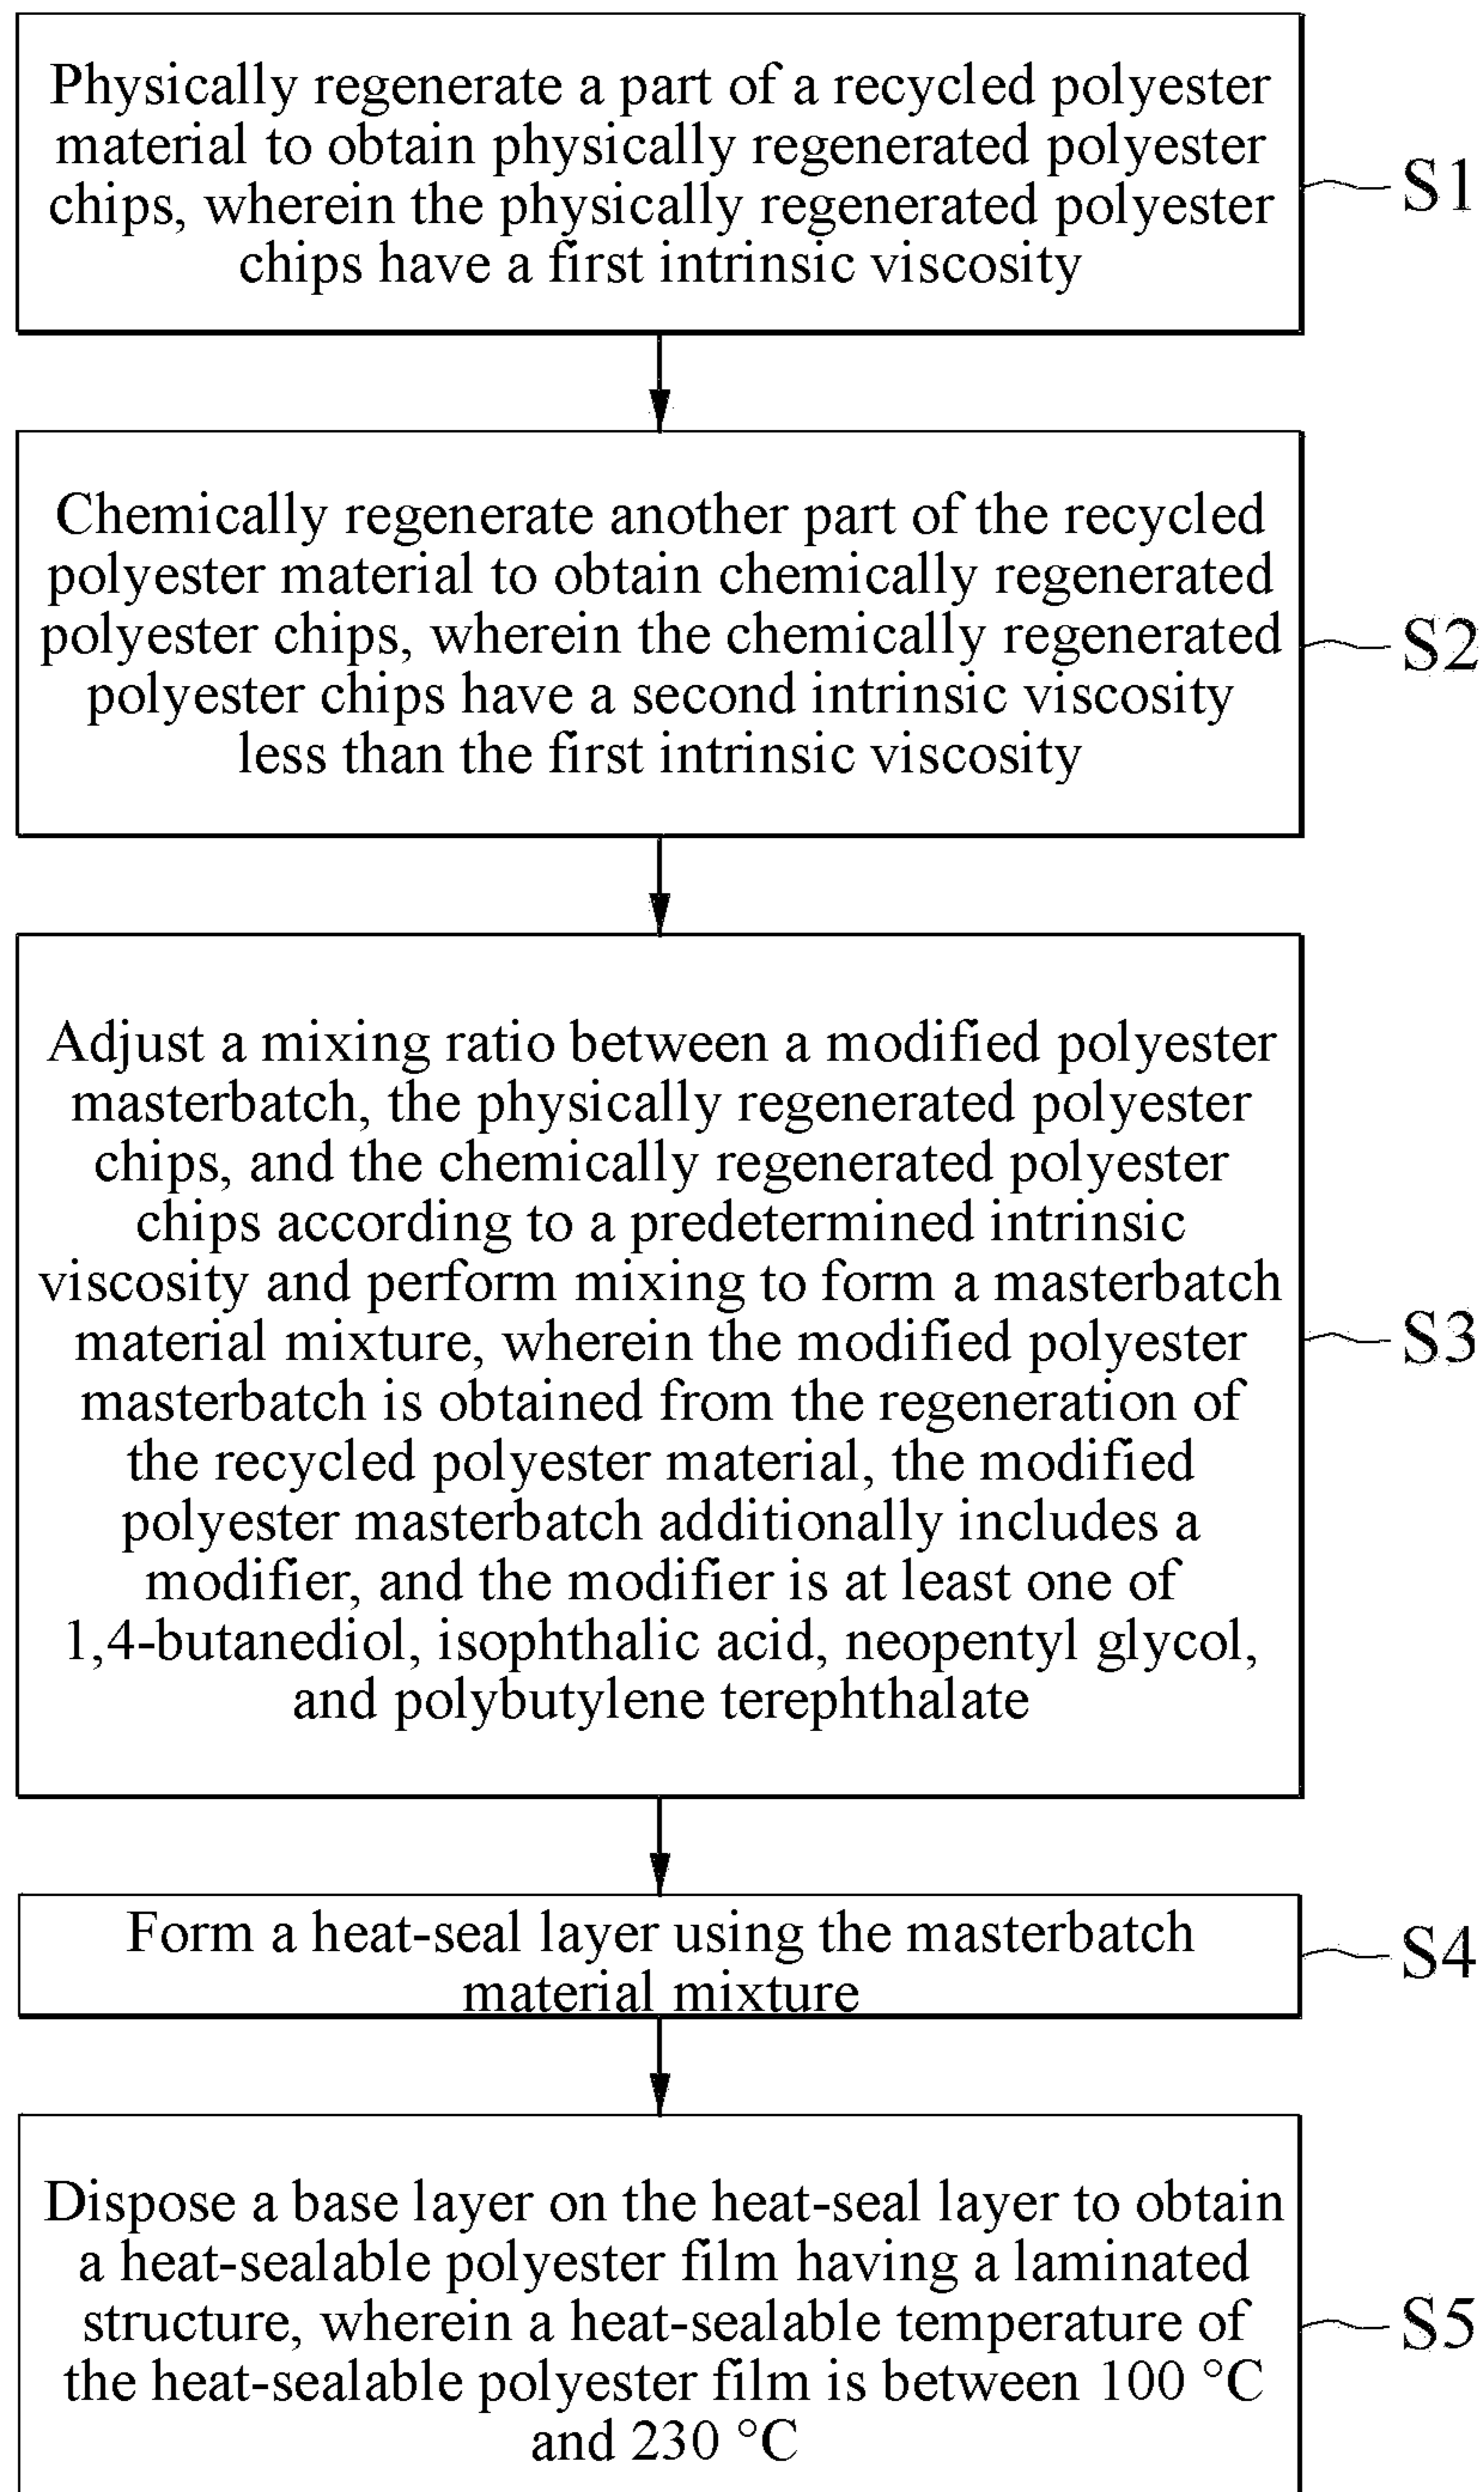 Physically regenerate a part of a recycled polyester
material to obtain physically regenerated polyester
chips, wherein the physically regenerated polyester
chips have a first intrinsic viscosity
S1
Chemically regenerate another part of the recycled
polyester material to obtain chemically regenerated
polyester chips, wherein the chemically regenerated
polyester chips have a second intrinsic viscosity
less than the first intrinsic viscosity
S2
Adjust a mixing ratio between a modified polyester
masterbatch, the physically regenerated polyester
chips, and the chemically regenerated polyester
chips according to a predetermined intrinsic
viscosity and perform mixing to form a masterbatch
material mixture, wherein the modified polyester
masterbatch is obtained from the regeneration of
the recycled polyester material, the modified
polyester masterbatch additionally includes a
modifier, and the modifier is at least one of
1,4-butanediol, isophthalic acid, neopentyl glycol,
and polybutylene terephthalate
S3
Form a heat-seal layer using the masterbatch
material mixture
S4
Dispose a base layer on the heat-seal layer to obtain
a heat-sealable polyester film having a laminated
structure, wherein a heat-sealable temperature of
the heat-sealable polyester film is between 100 °C
and 230 °C
S5